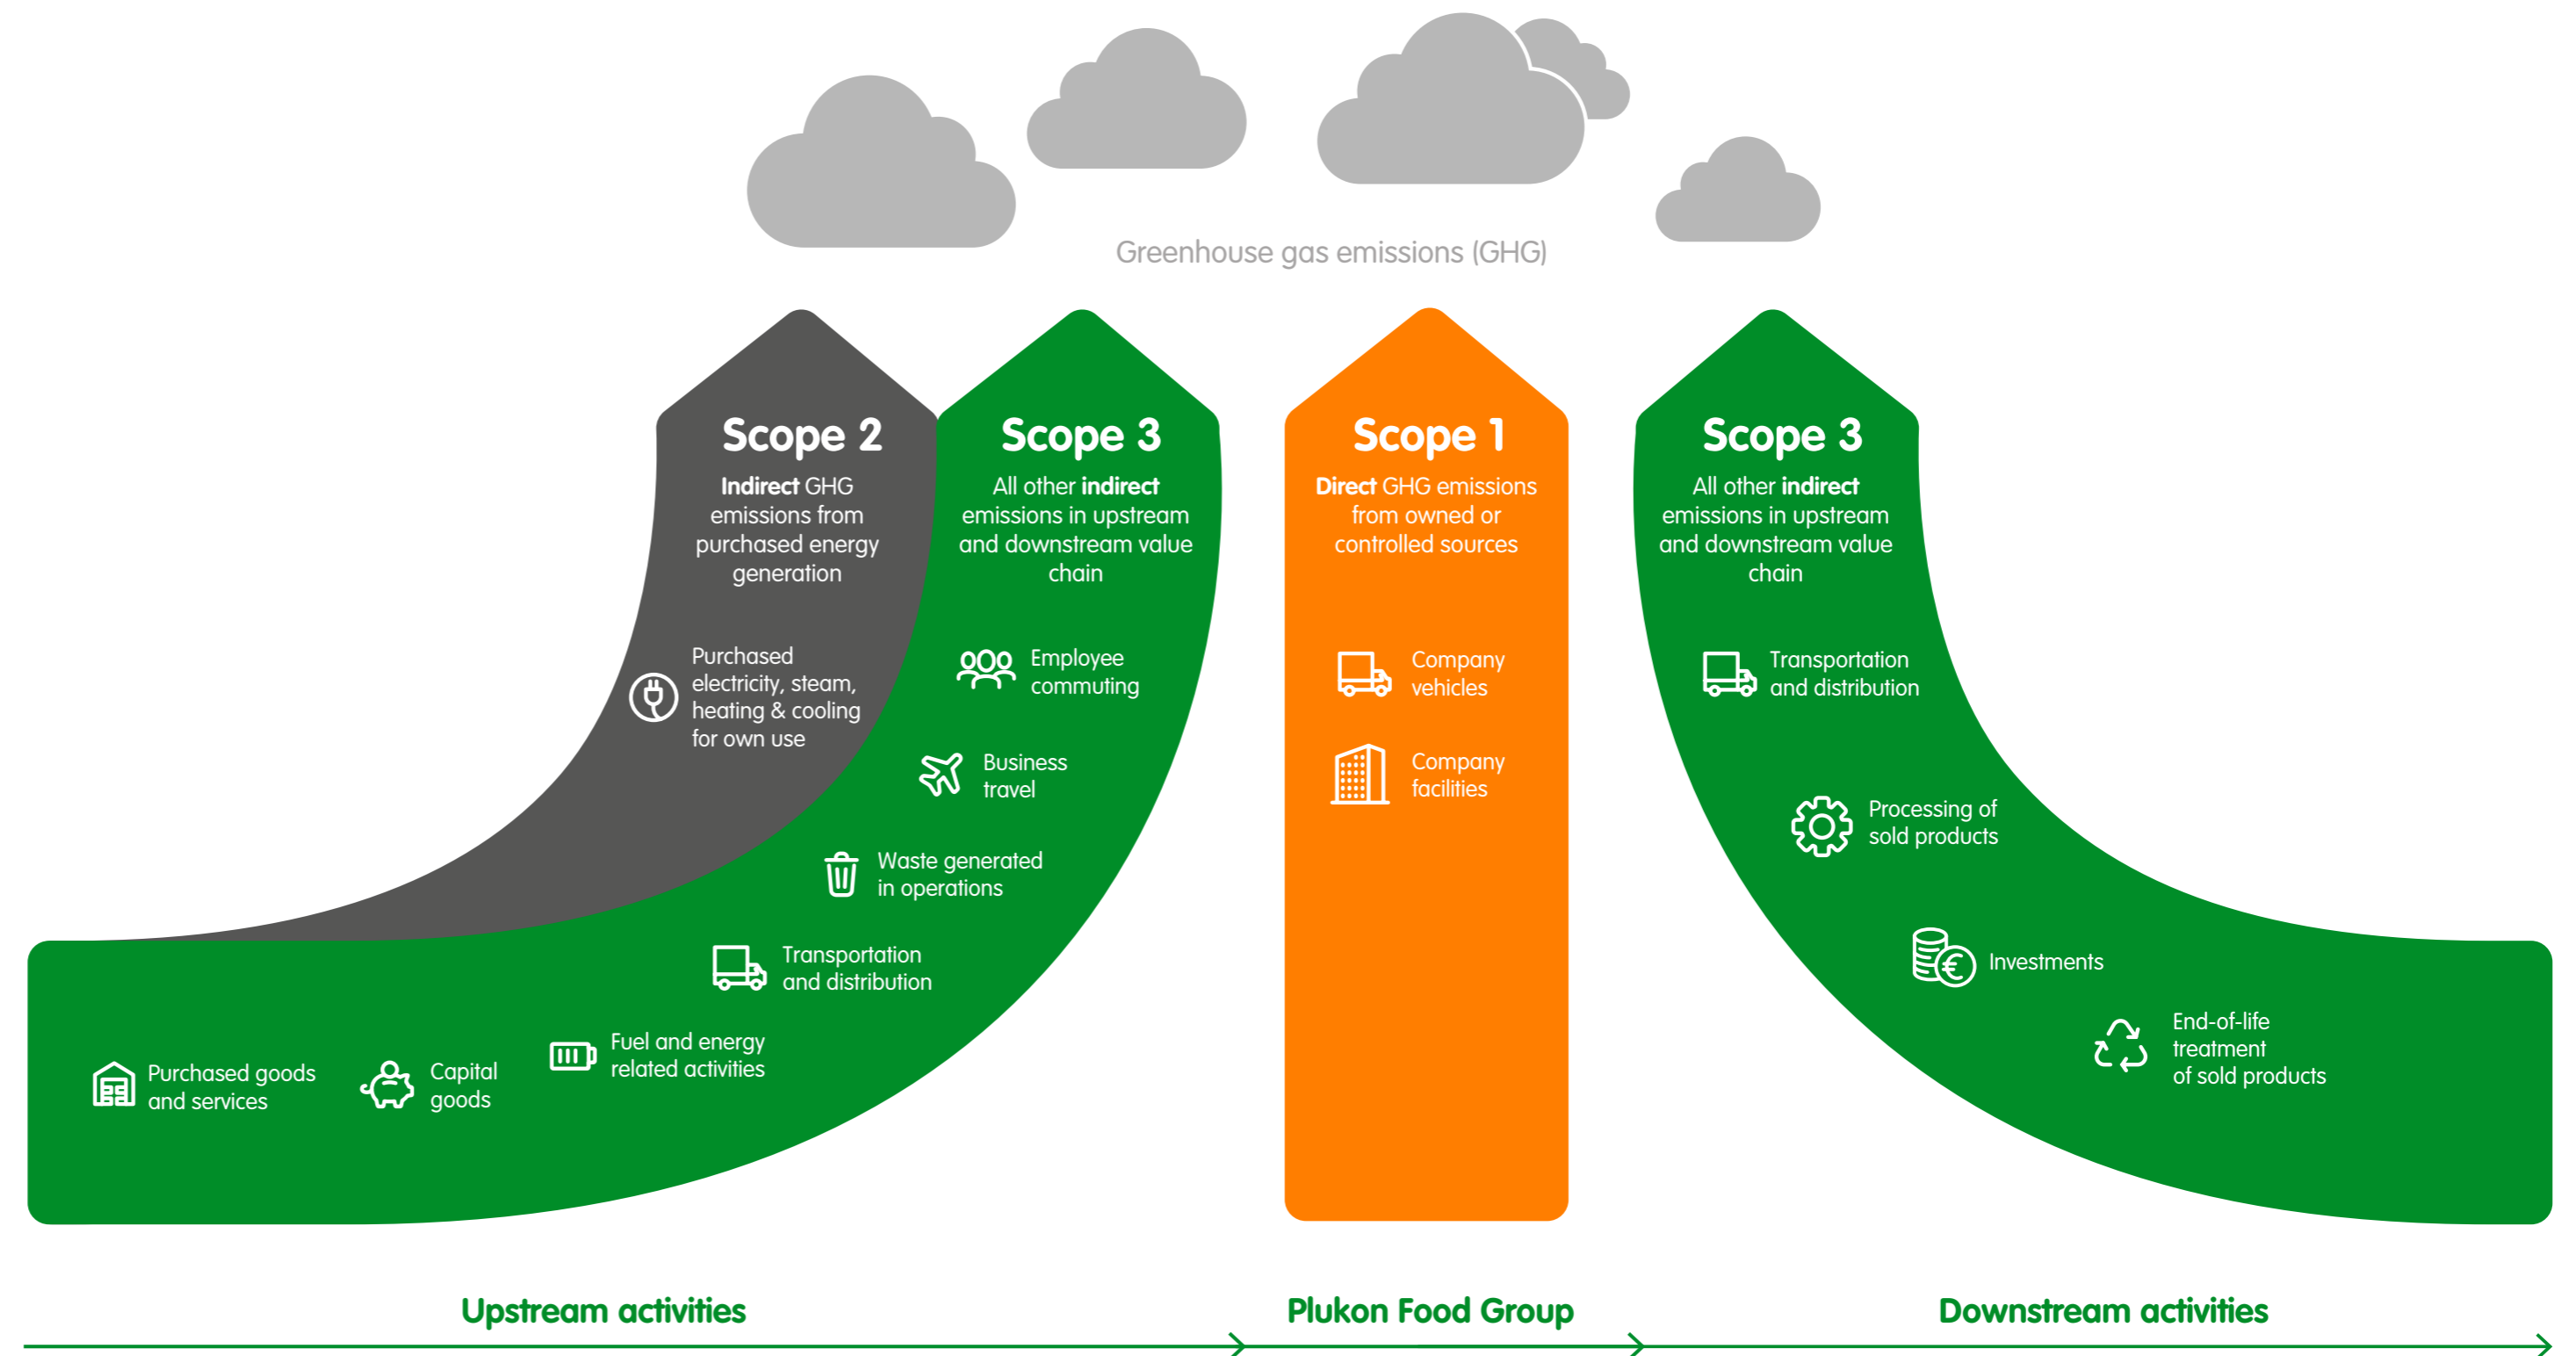 Greenhouse gas emissions (GHG)
Scope 2
Indirect GHG
emissions from
purchased energy
generation
Purchased
electricity, steam,
heating & cooling
for own use
Scope 3
All other indirect
emissions in upstream
and downstream value
chain
Employee
commuting
Business
travel
Waste generated
in operations
Transportation
and distribution
Fuel and energy
related activities
Capital
goods
Purchased goods
and services
Scope 1
Direct GHG emissions
from owned or
controlled sources
Company
vehicles
Company
facilities
Scope 3
All other indirect
emissions in upstream
and downstream value
chain
Transportation
and distribution
Processing of
sold products
€
Investments
End-of-life
treatment
of sold products
Upstream activities
Plukon Food Group
Downstream activities